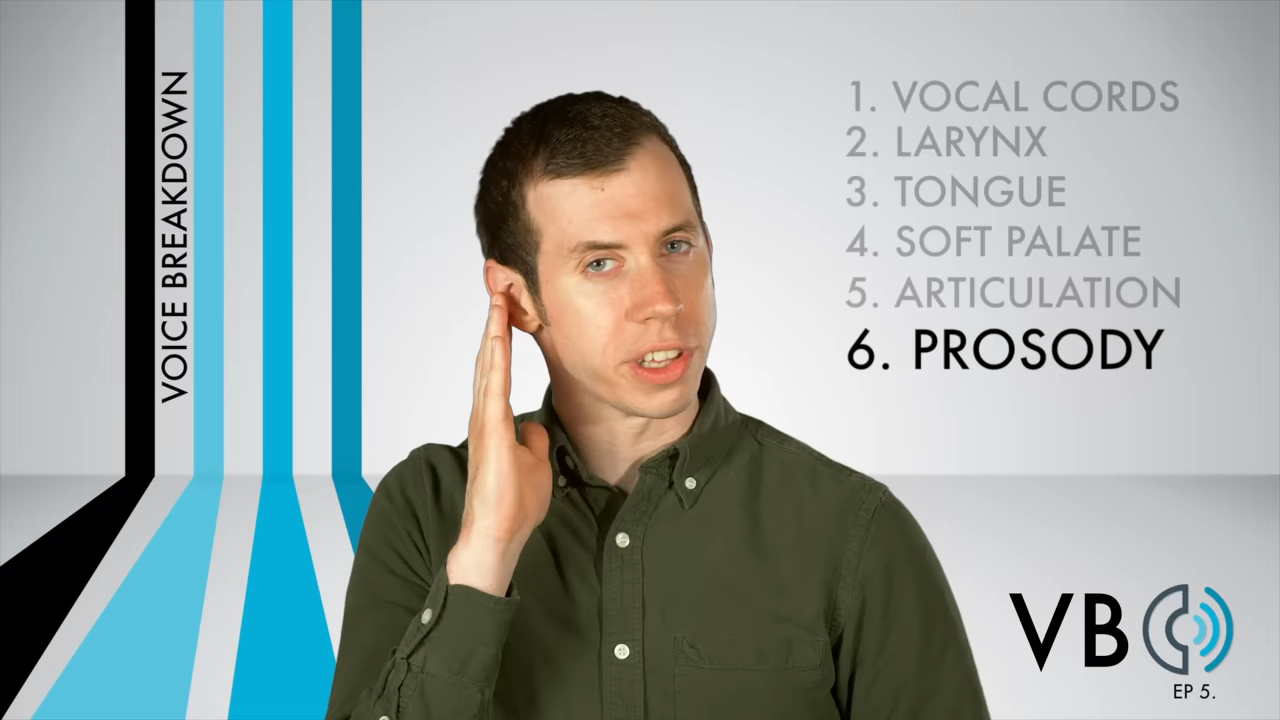 VOICE BREAKDOWN
1. VOCAL CORDS
2. LARYNX
3. TONGUE
4. SOFT PALATE
5. ARTICULATION
6. PROSODY
VB
EP 5.